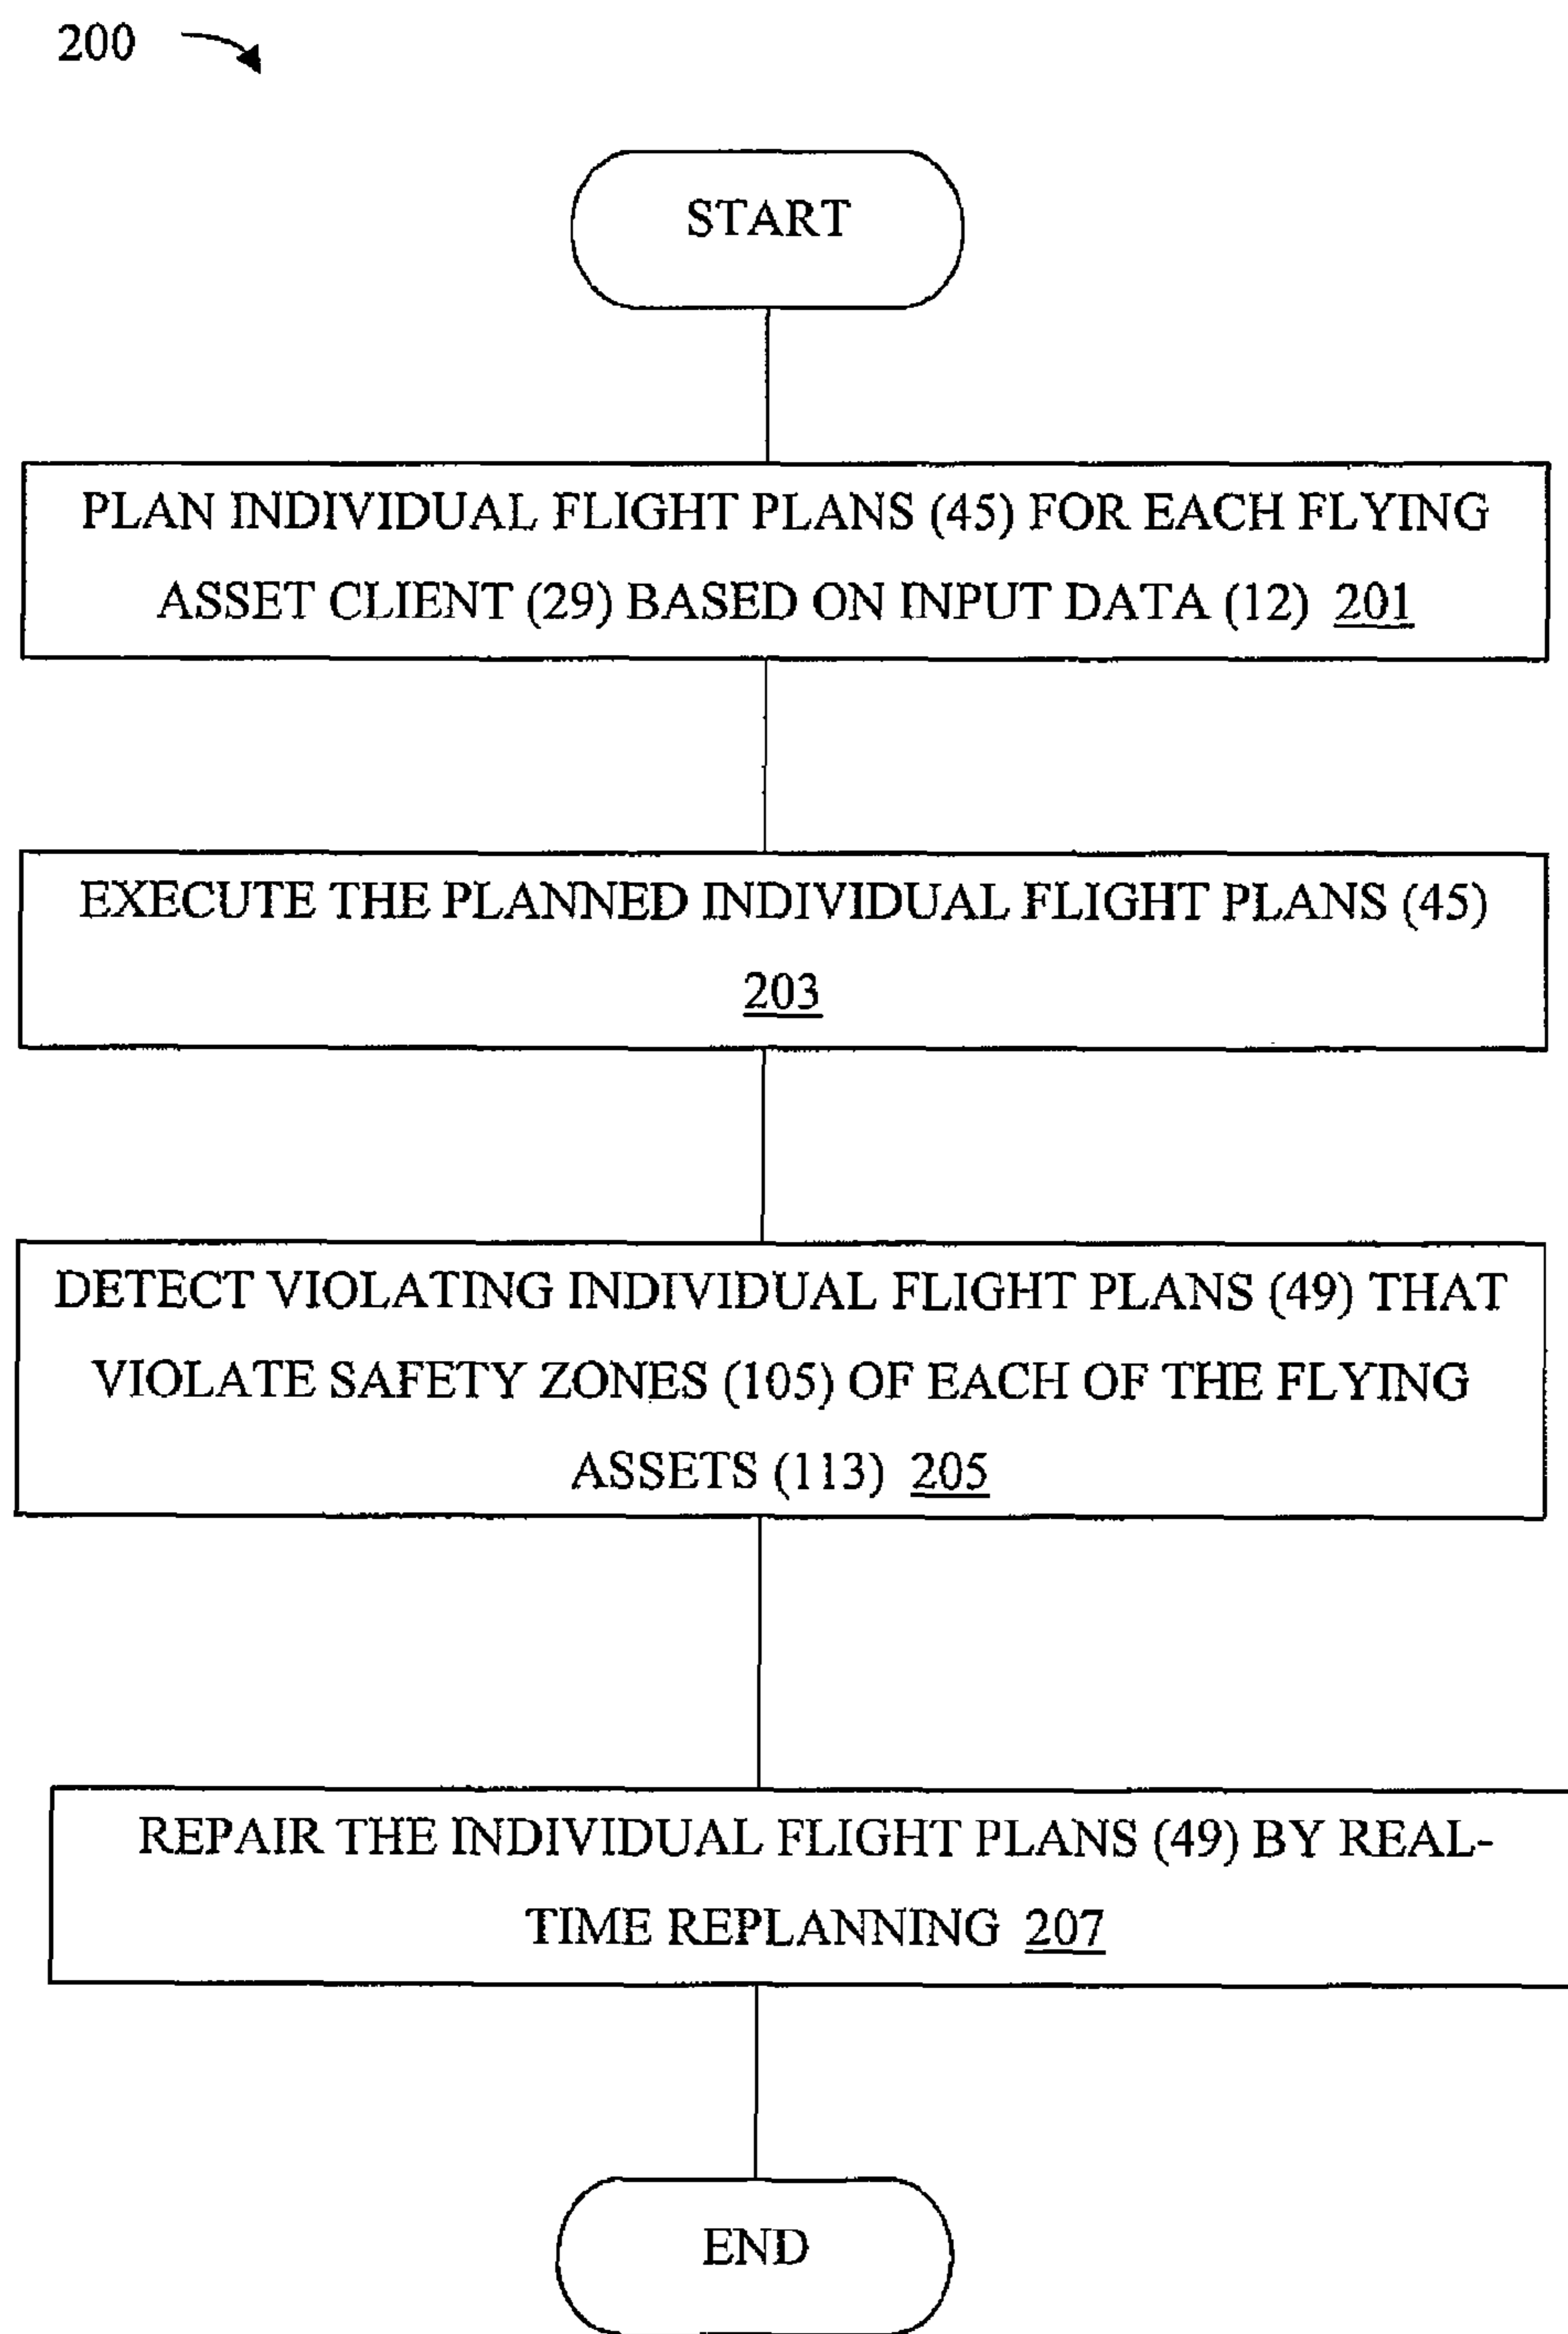 200
START
PLAN INDIVIDUAL FLIGHT PLANS (45) FOR EACH FLYING
ASSET CLIENT (29) BASED ON INPUT DATA (12) 201
EXECUTE THE PLANNED INDIVIDUAL FLIGHT PLANS (45)
203
DETECT VIOLATING INDIVIDUAL FLIGHT PLANS (49) THAT
VIOLATE SAFETY ZONES (105) OF EACH OF THE FLYING
ASSETS (113) 205
REPAIR THE INDIVIDUAL FLIGHT PLANS (49) BY REAL-
TIME REPLANNING 207
END